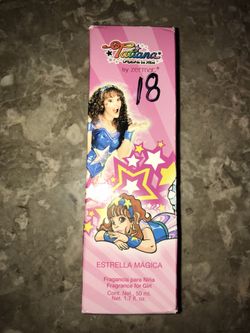 Tatiana
by zermat
18
ESTRELLA MÁGICA
Fragancia para Niña
Fragrance for Girl
Cont. Net. 50 ml.
Net. 1.7 fl. oz.